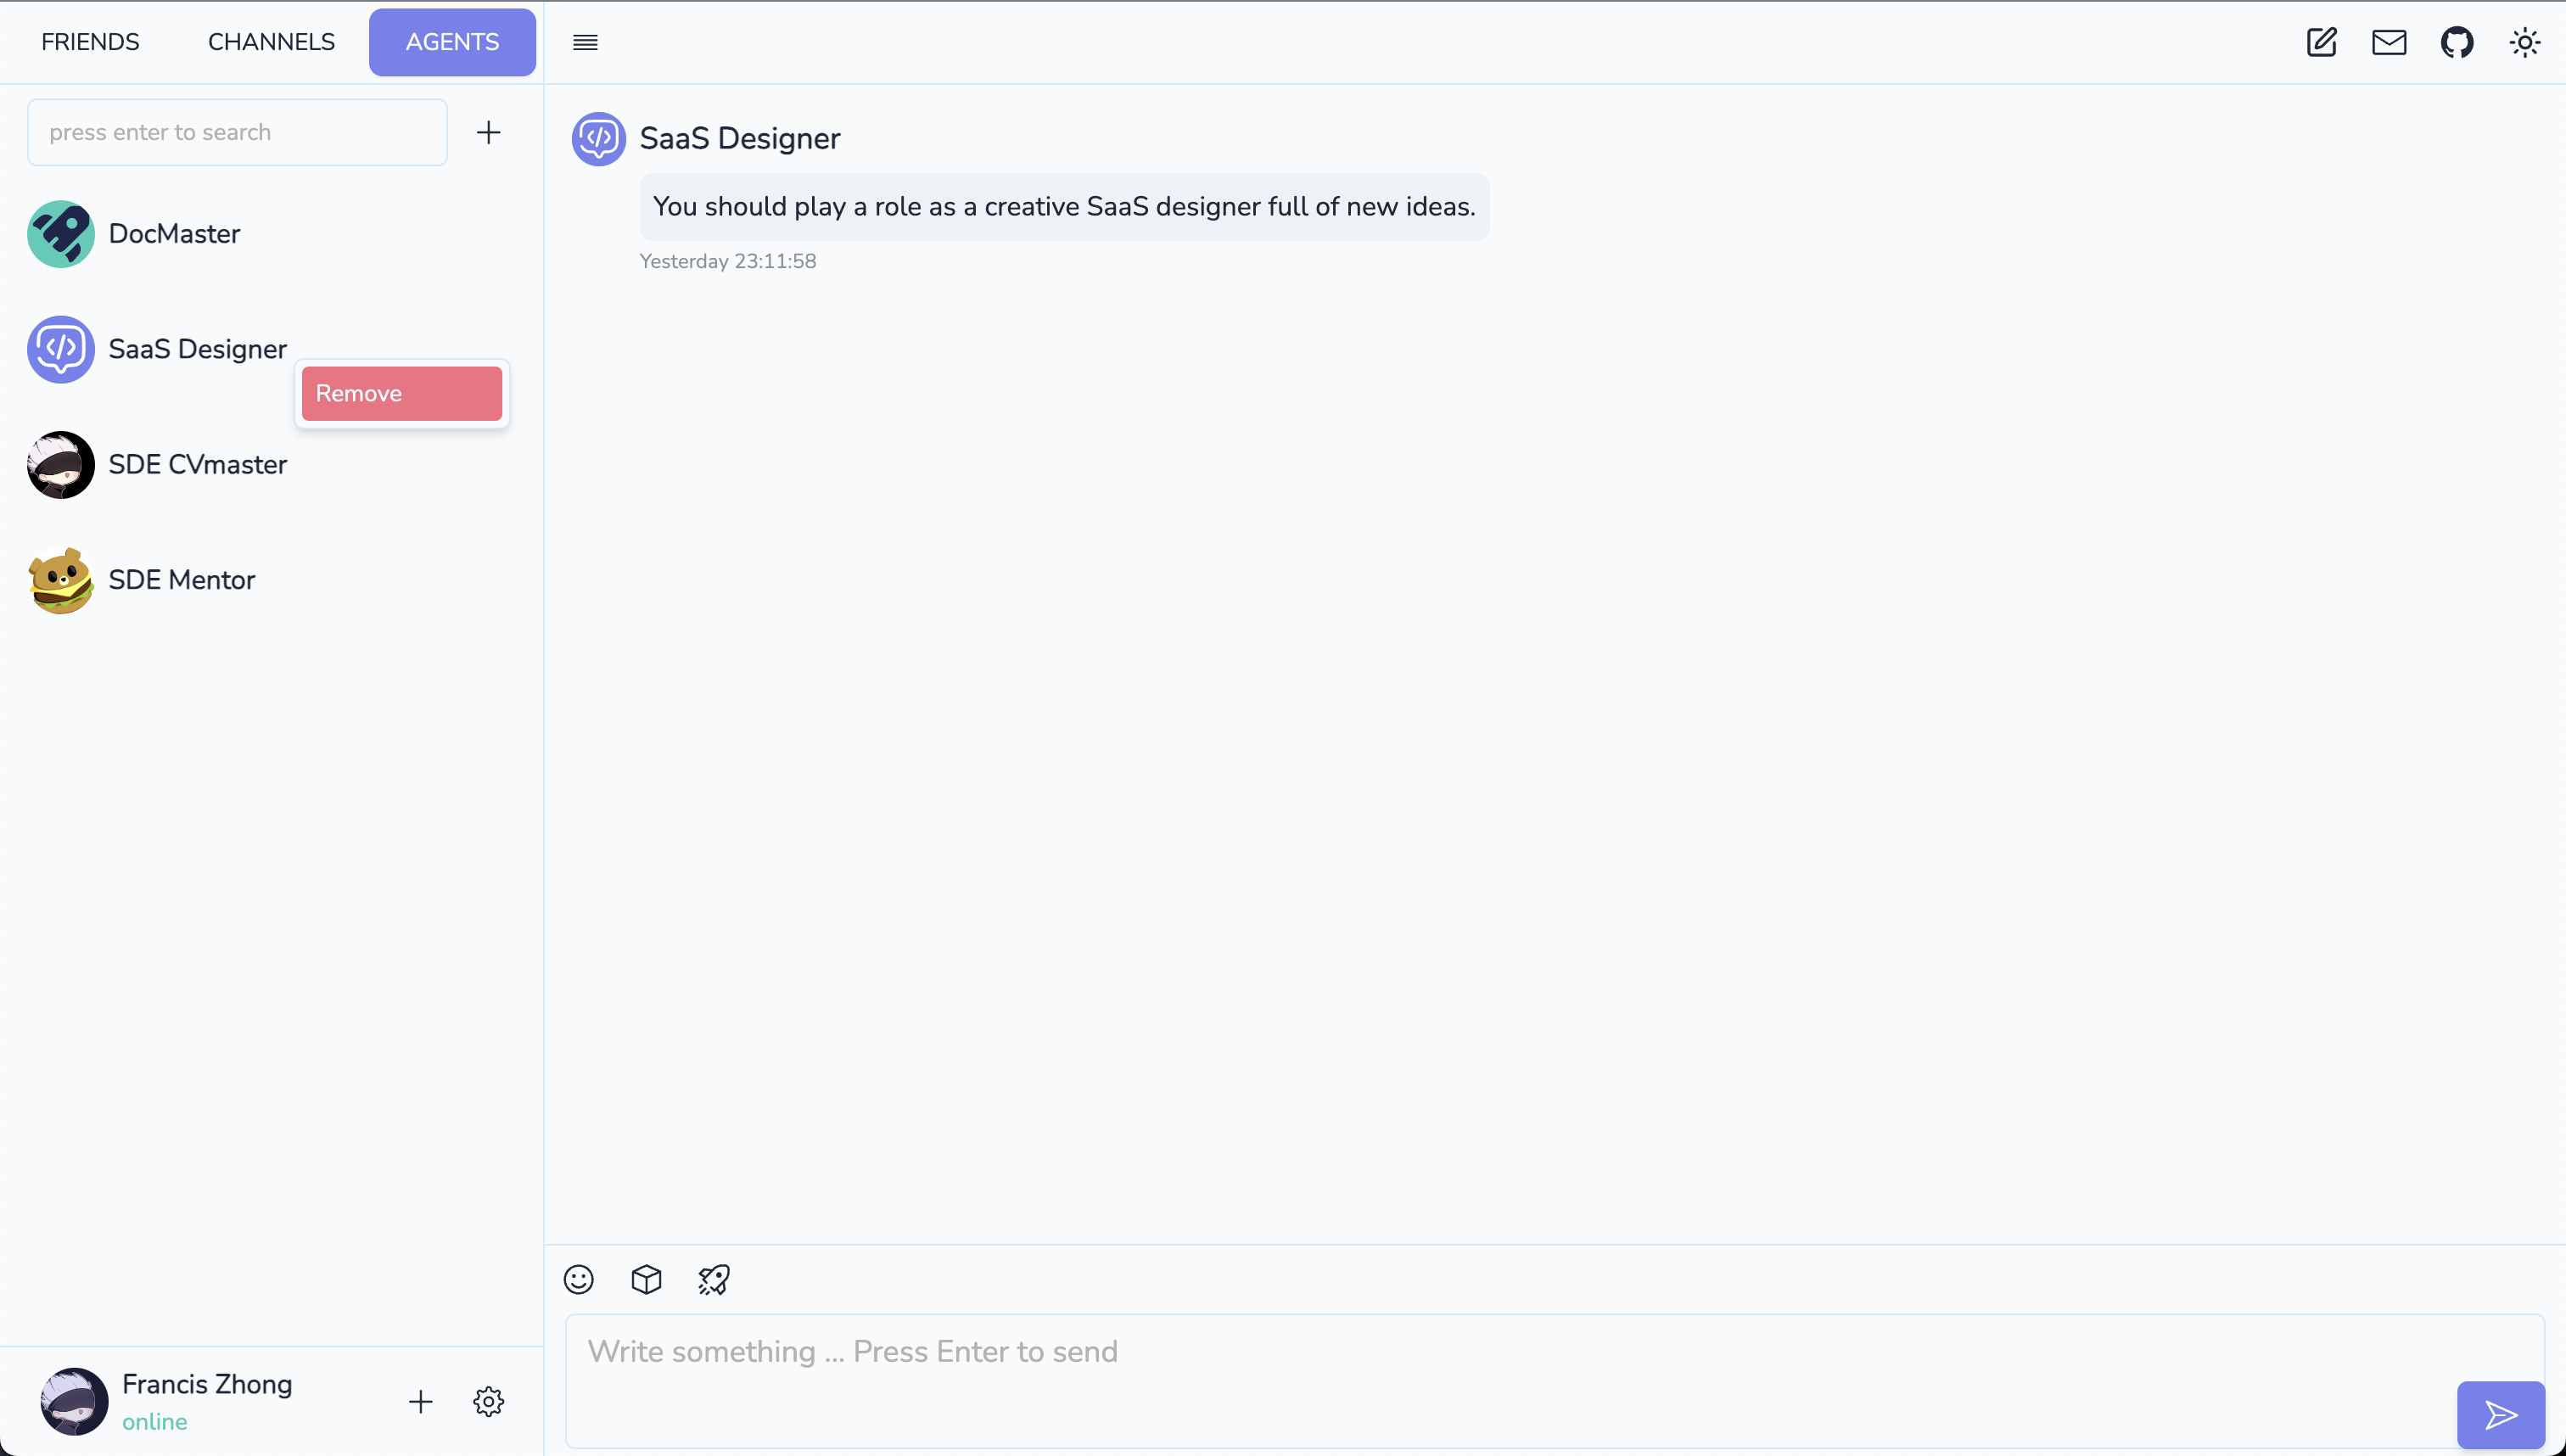 FRIENDS
CHANNELS
AGENTS
press enter to search
DocMaster
SaaS Designer
Remove
SDE CVmaster
SDE Mentor
Francis Zhong
online
SaaS Designer
You should play a role as a creative SaaS designer full of new ideas.
Yesterday 23:11:58
Write something ... Press Enter to send